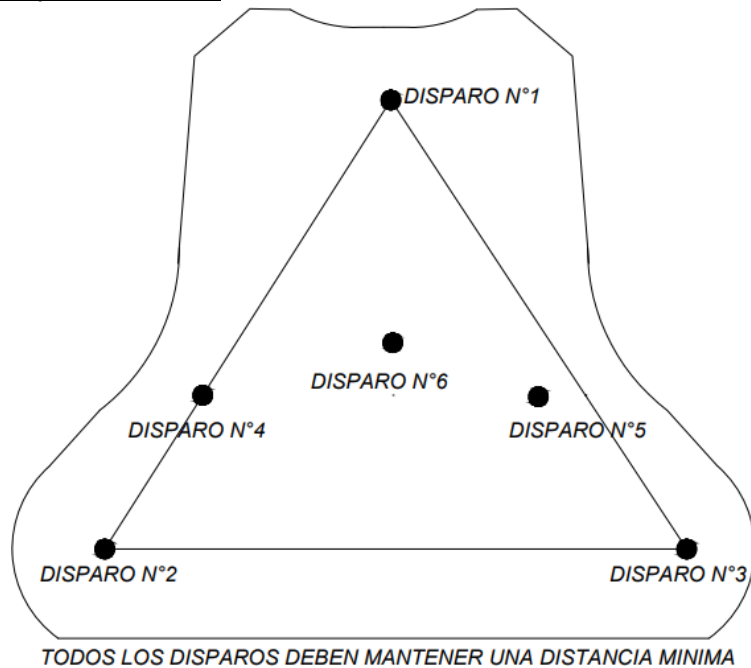 DISPARO N°1
DISPARO N°6
DISPARO N°4
DISPARO N°5
DISPARO N°2
DISPARO N°3
TODOS LOS DISPAROS DEBEN MANTENER UNA DISTANCIA MINIMA